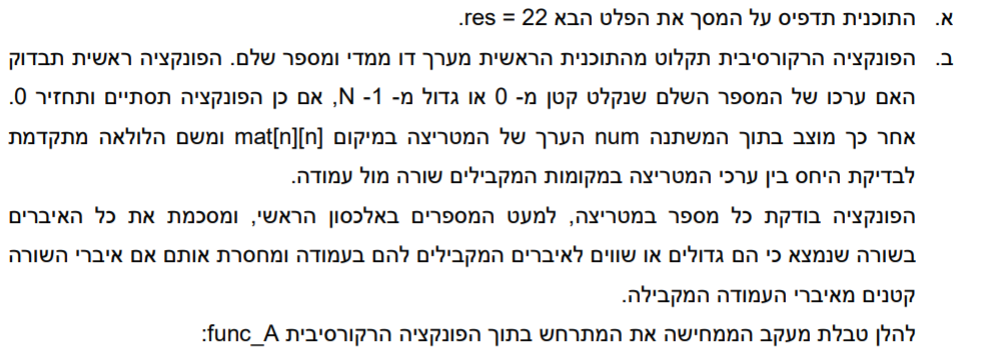 א. התוכנית תדפיס על המסך את הפלט הבא res = 22.
ב. הפונקציה הרקורסיבית תקלוט מהתוכנית הראשית מערך דו ממדי ומספר שלם. הפונקציה ראשית תבדוק
האם ערכו של המספר השלם שנקלט קטן מ- 0 או גדול מ- N -1, אם כן הפונקציה תסתיים ותחזיר 0.
אחר כך מוצב בתוך המשתנה num הערך של המטריצה במיקום mat[n][n] ומשם הלולאה מתקדמת
לבדיקת היחס בין ערכי המטריצה במקומות המקבילים שורה מול עמודה.
הפונקציה בודקת כל מספר במטריצה, למעט המספרים באלכסון הראשי, ומסכמת את כל האיברים
בשורה שנמצא כי הם גדולים או שווים לאיברים המקבילים להם בעמודה ומחסרת אותם אם איברי השורה
קטנים מאיברי העמודה המקבילה.
להלן טבלת מעקב הממחישה את המתרחש בתוך הפונקציה הרקורסיבית func_A: